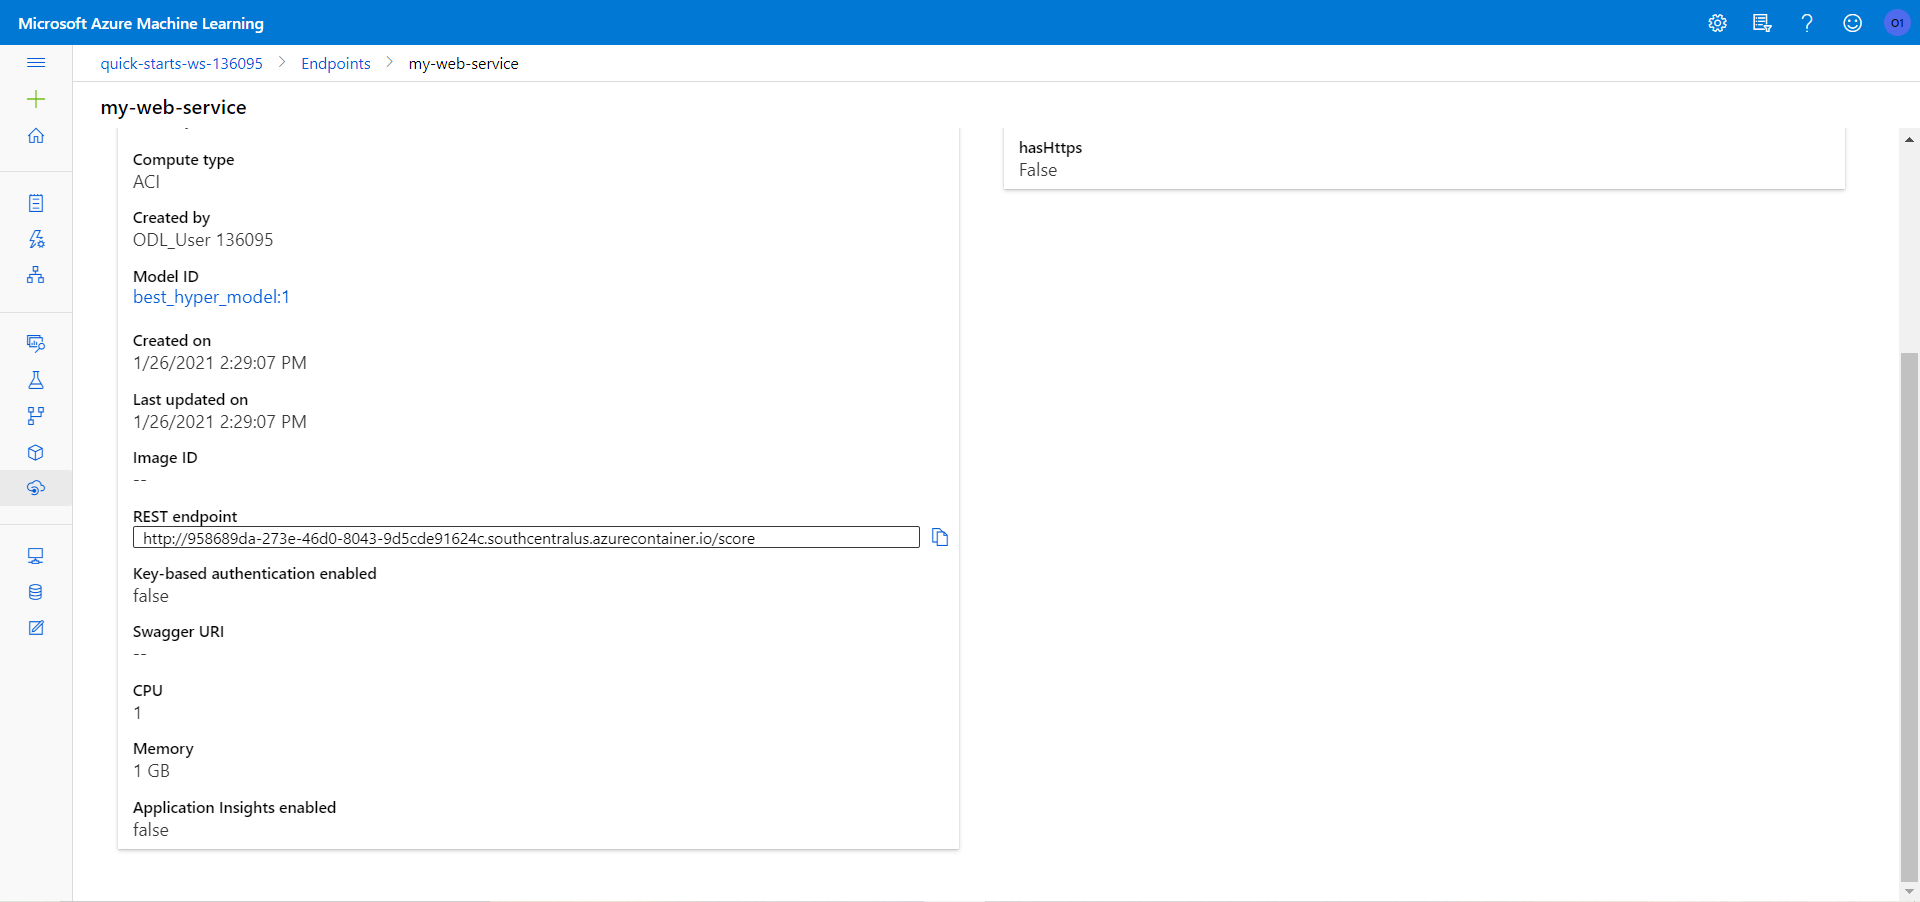 Microsoft Azure Machine Learning
O1
quick-starts-ws-136095 > Endpoints > my-web-service
my-web-service
Compute type
ACI
Created by
ODL_User 136095
Model ID
best_hyper_model:1
Created on
1/26/2021 2:29:07 PM
Last updated on
1/26/2021 2:29:07 PM
Image ID
--
REST endpoint
http://958689da-273e-46d0-8043-9d5cde91624c.southcentralus.azurecontainer.io/score
Key-based authentication enabled
false
Swagger URI
--
CPU
1
Memory
1 GB
Application Insights enabled
false
hasHttps
False